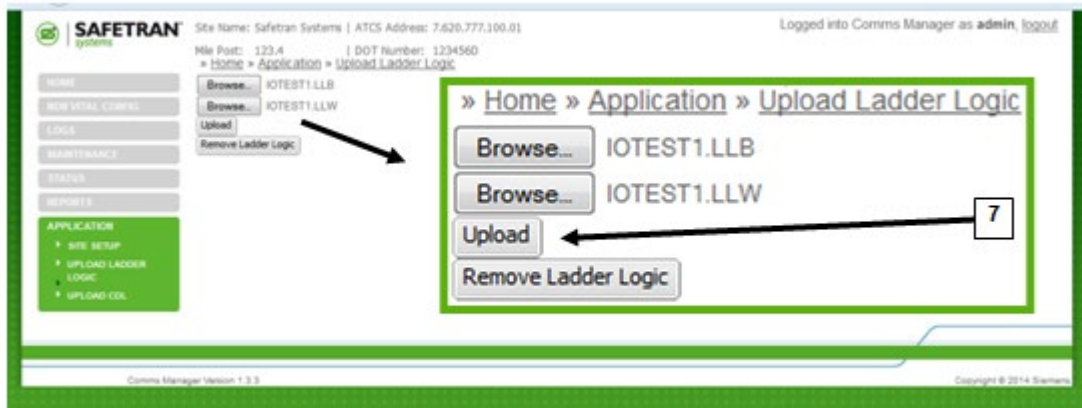 SAFETRAN
systems
Site Name: Safetran Systems | ATCS Address: 7.620.777.100.01
Mile Post: 123.4 | DOT Number: 123456D
» Home » Application » Upload Ladder Logic
Logged into Comms Manager as admin, logout
HOME
NON VITAL CONFIG
LOGS
MAINTENANCE
STATUS
REPORTS
APPLICATION
SITE SETUP
UPLOAD LADDER
LOGIC
UPLOAD CDL
Browse... IOTEST1.LLB
Browse... IOTEST1.LLW
Upload
Remove Ladder Logic
» Home » Application » Upload Ladder Logic
Browse... IOTEST1.LLB
Browse... IOTEST1.LLW
Upload
7
Remove Ladder Logic
Comms Manager Version 1.3.3
Copyright © 2014 Siemens